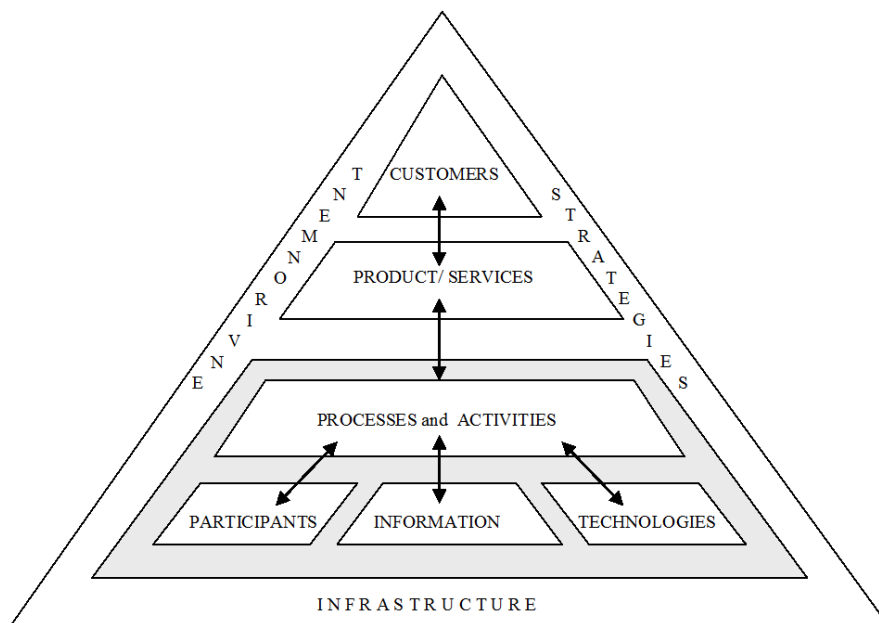 CUSTOMERS
ENVIRONMENT
STRATEGIES
PRODUCT/ SERVICES
PROCESSES and ACTIVITIES
PARTICIPANTS
INFORMATION
TECHNOLOGIES
INFRASTRUCTURE